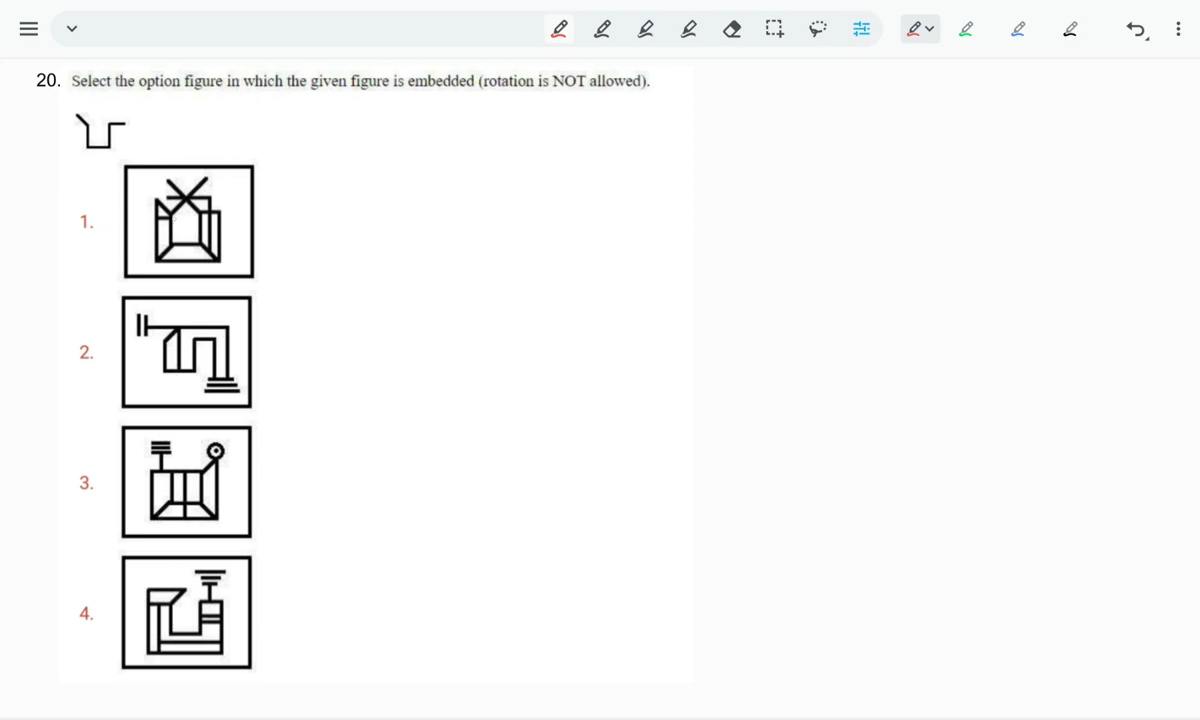 20. Select the option figure in which the given figure is embedded (rotation is NOT allowed).
1.
2.
3.
4.